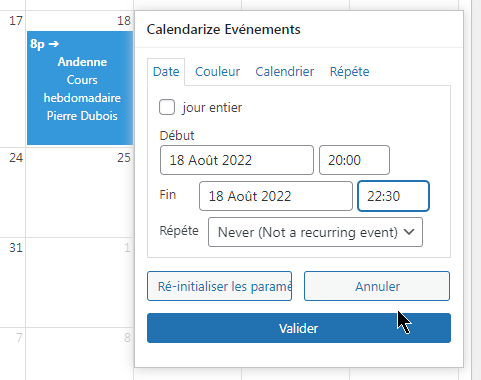 17
18
8p ➔
Andenne
Cours
hebdomadaire
Pierre Dubois
24
25
31
1
7
8
Calendarize Evénements
Date Couleur Calendrier Répéte
jour entier
Début
18 Août 2022 20:00
Fin 18 Août 2022 22:30
Répéte Never (Not a recurring event)
Ré-initialiser les paramè Annuler
Valider